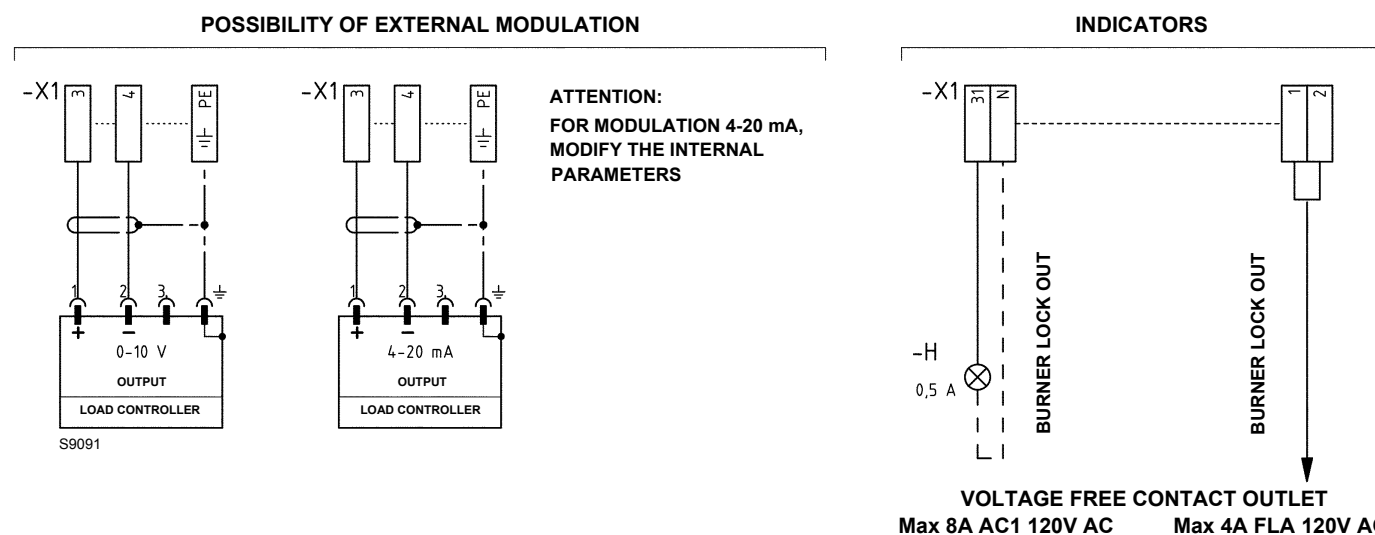 POSSIBILITY OF EXTERNAL MODULATION
-X1 3 4 PE
1 2 3
+ -
0-10 V
OUTPUT
LOAD CONTROLLER
S9091
-X1 3 4 PE
1 2 3
+ -
4-20 mA
OUTPUT
LOAD CONTROLLER
ATTENTION:
FOR MODULATION 4-20 mA,
MODIFY THE INTERNAL
PARAMETERS
INDICATORS
-X1 31 N
1 2
-H
0,5 A
BURNER LOCK OUT
BURNER LOCK OUT
VOLTAGE FREE CONTACT OUTLET
Max 8A AC1 120V AC Max 4A FLA 120V AC